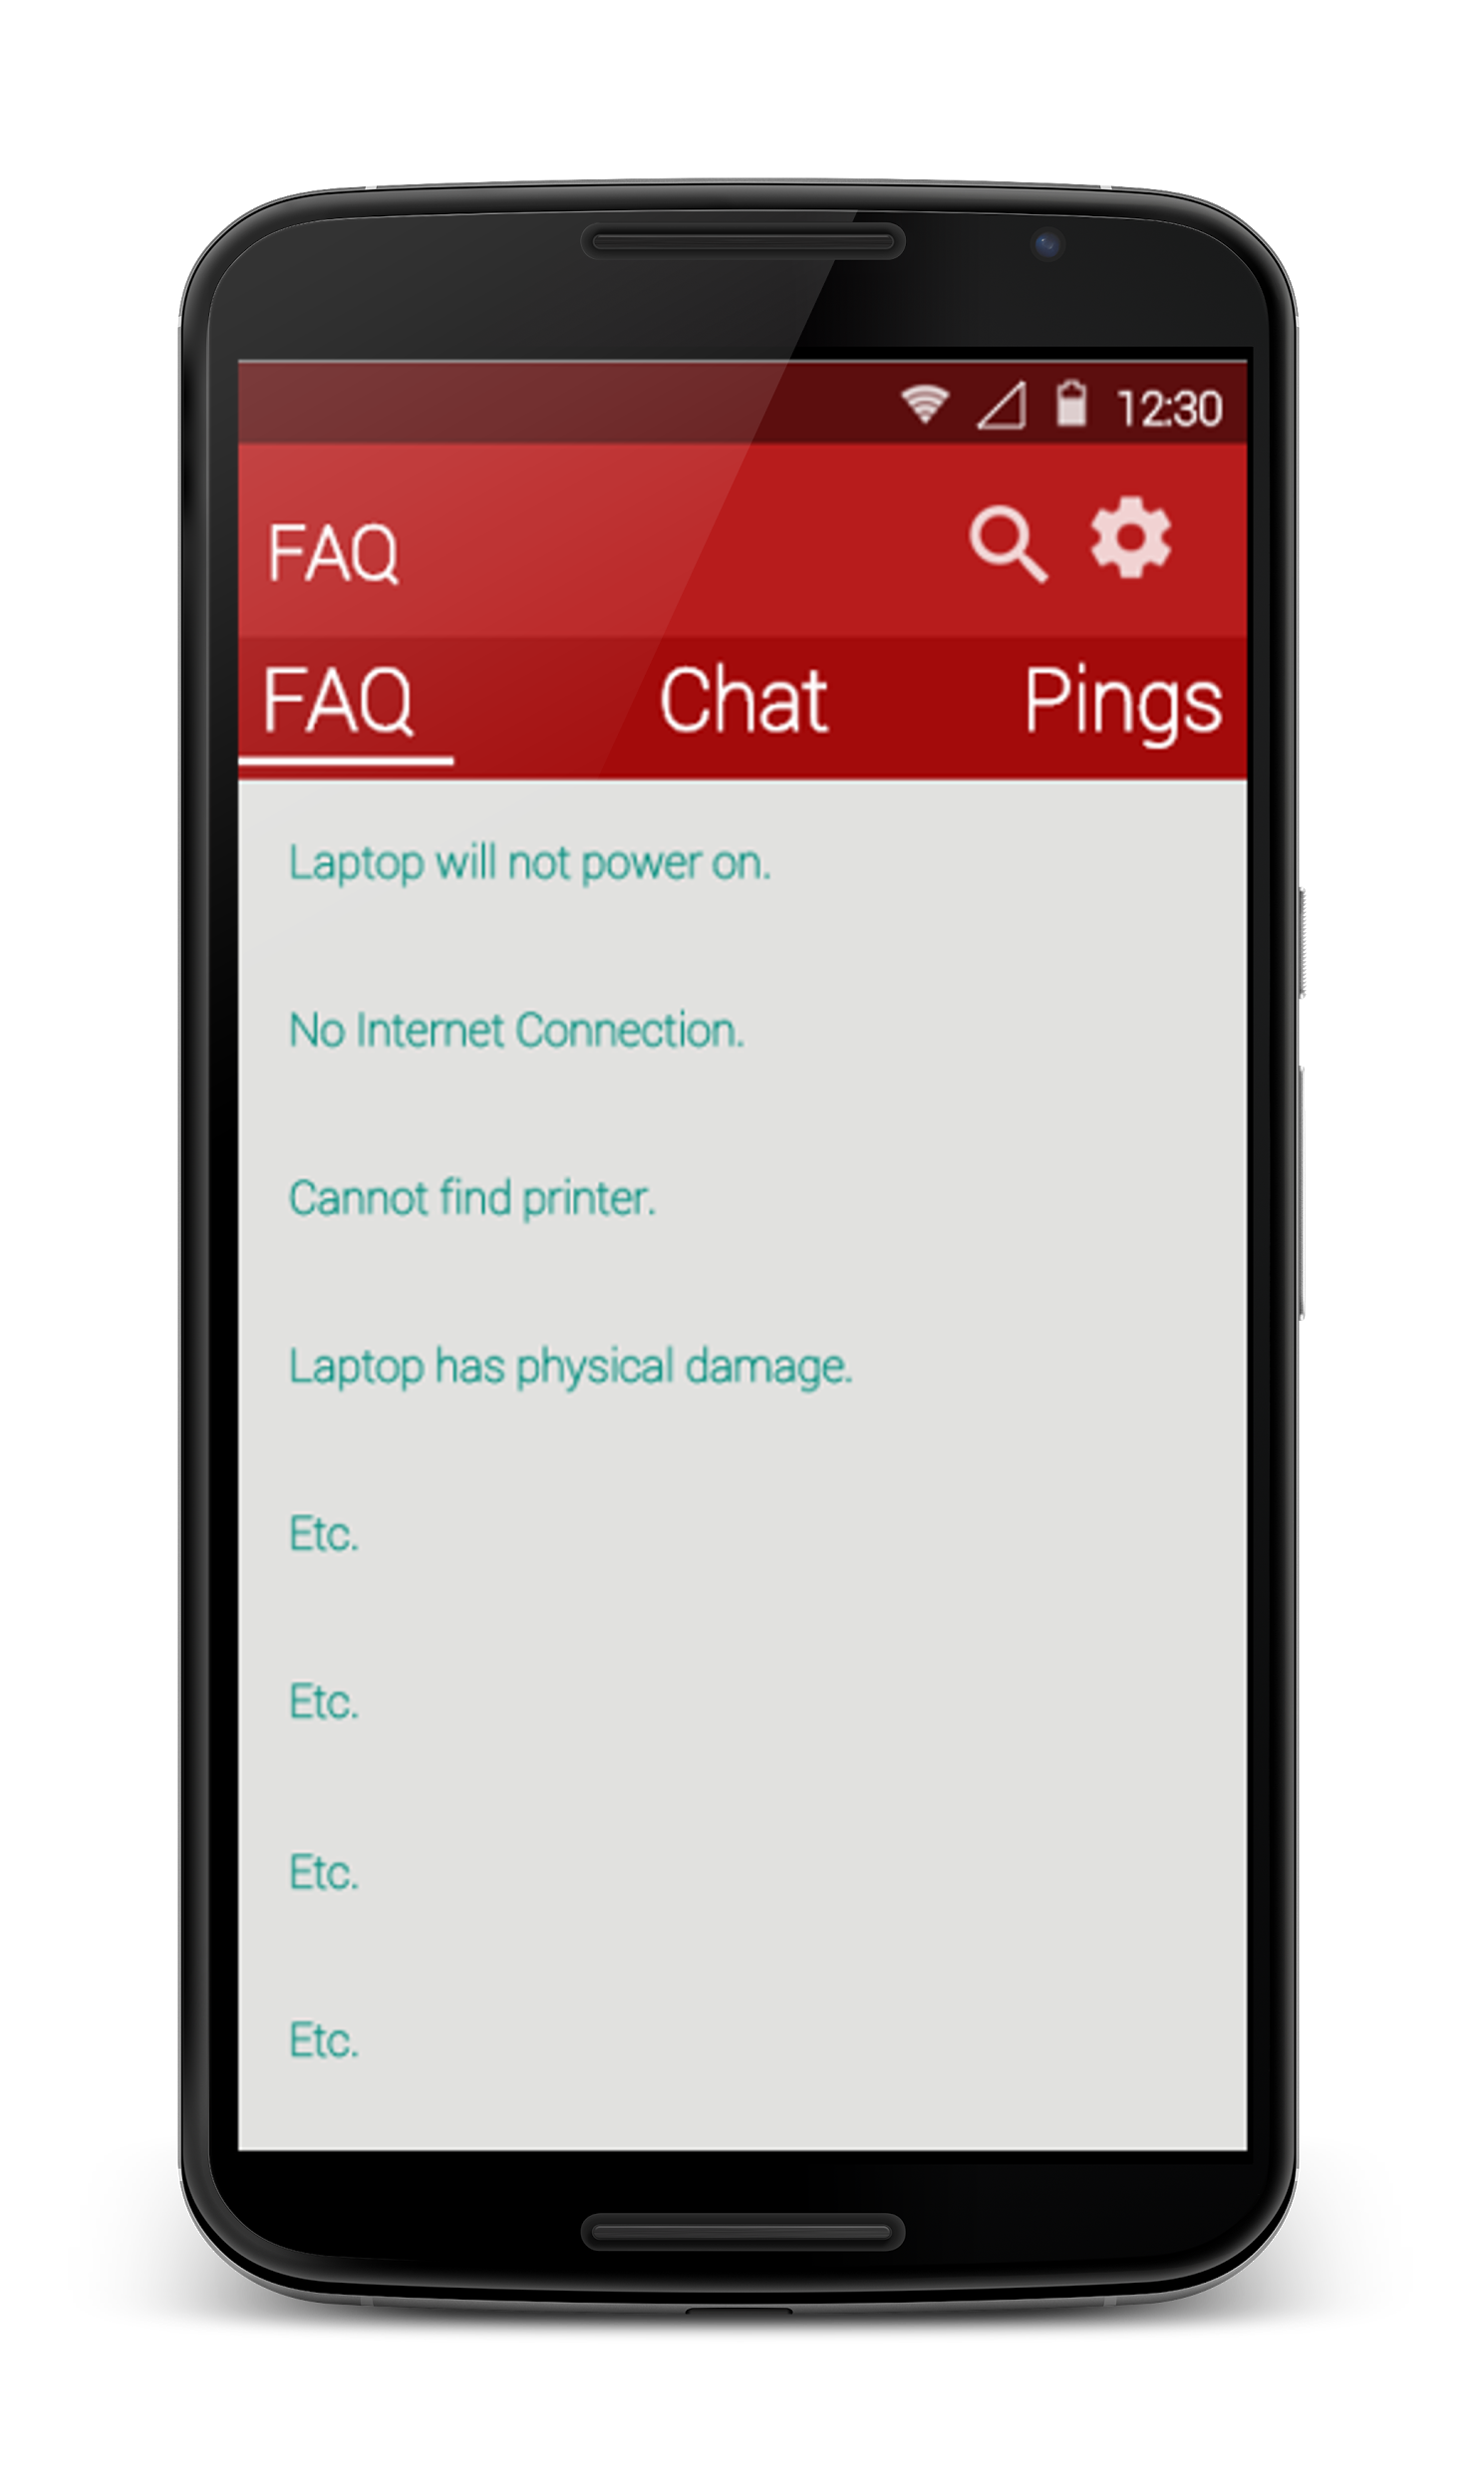 12:30
FAQ
FAQ Chat Pings
Laptop will not power on.
No Internet Connection.
Cannot find printer.
Laptop has physical damage.
Etc.
Etc.
Etc.
Etc.